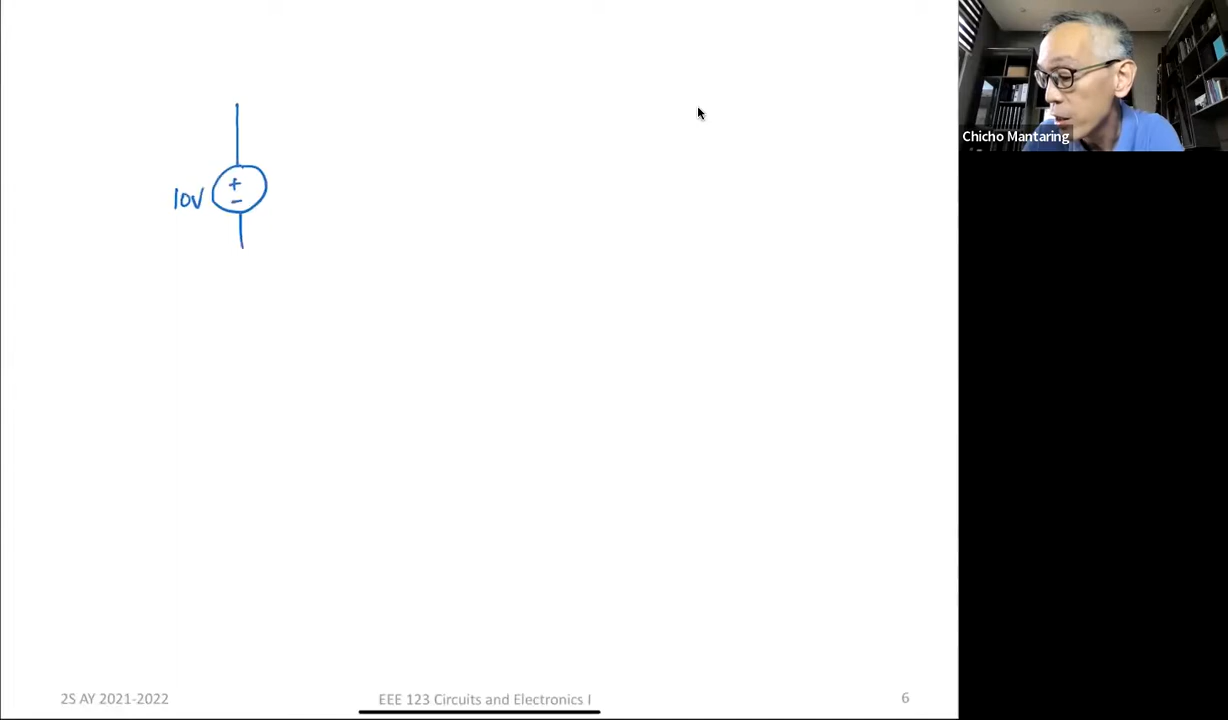 10V
+
-
Chicho Mantaring
2S AY 2021-2022
EEE 123 Circuits and Electronics I
6